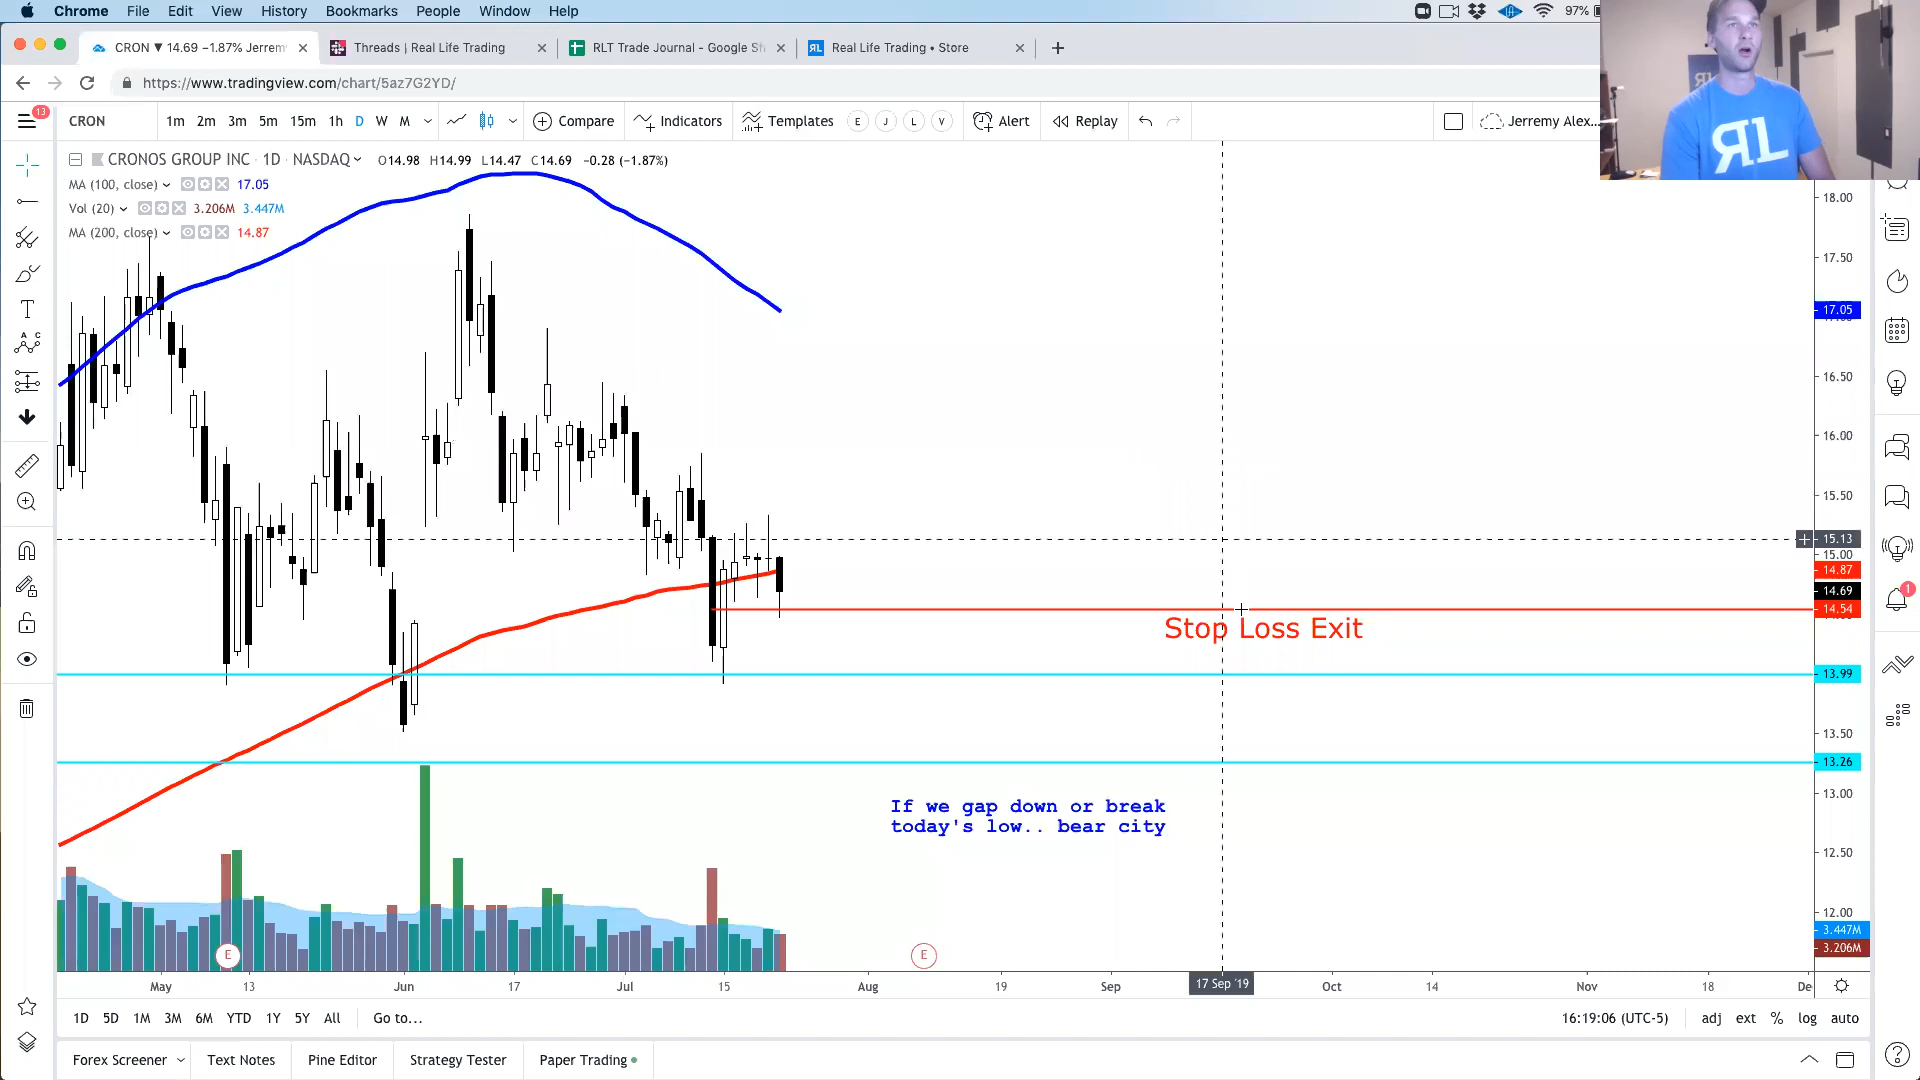 Chrome File Edit View History Bookmarks People Window Help 97%
CRON ▼ 14.69 −1.87% Jerrem Threads | Real Life Trading RLT Trade Journal - Google Sh Real Life Trading • Store
https://www.tradingview.com/chart/5az7G2YD/
13 CRON 1m 2m 3m 5m 15m 1h D W M Compare Indicators Templates E J L V Alert Replay Jerremy Alex...
CRONOS GROUP INC · 1D · NASDAQ O14.98 H14.99 L14.47 C14.69 −0.28 (−1.87%)
MA (100, close) 17.05
Vol (20) 3.206M 3.447M
MA (200, close) 14.87
RL
18.00
17.50
17.05
16.50
16.00
15.50
15.13
15.00
14.87
14.69
14.54
Stop Loss Exit
13.99
13.50
13.26
13.00
If we gap down or break
today's low.. bear city
12.50
12.00
3.447M
3.206M
E E
1
May 13 Jun 17 Jul 15 Aug 19 Sep 17 Sep '19 Oct 14 Nov 18 De
1D 5D 1M 3M 6M YTD 1Y 5Y All Go to... 16:19:06 (UTC-5) adj ext % log auto
Forex Screener Text Notes Pine Editor Strategy Tester Paper Trading